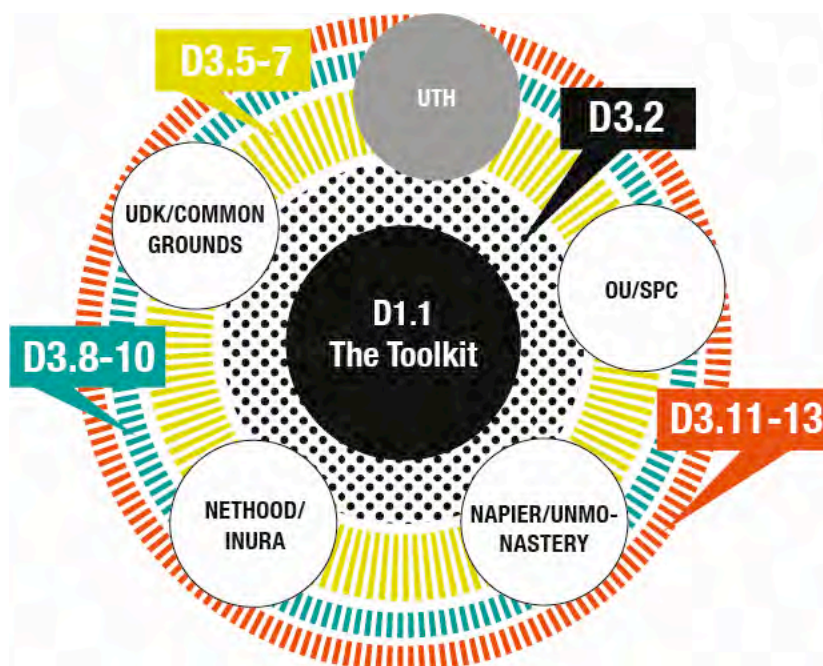 D3.5-7
UTH
D3.2
UDK/COMMON
GROUNDS
OU/SPC
D1.1
The Toolkit
D3.8-10
D3.11-13
NETHOOD/
INURA
NAPIER/UNMO-
NASTERY